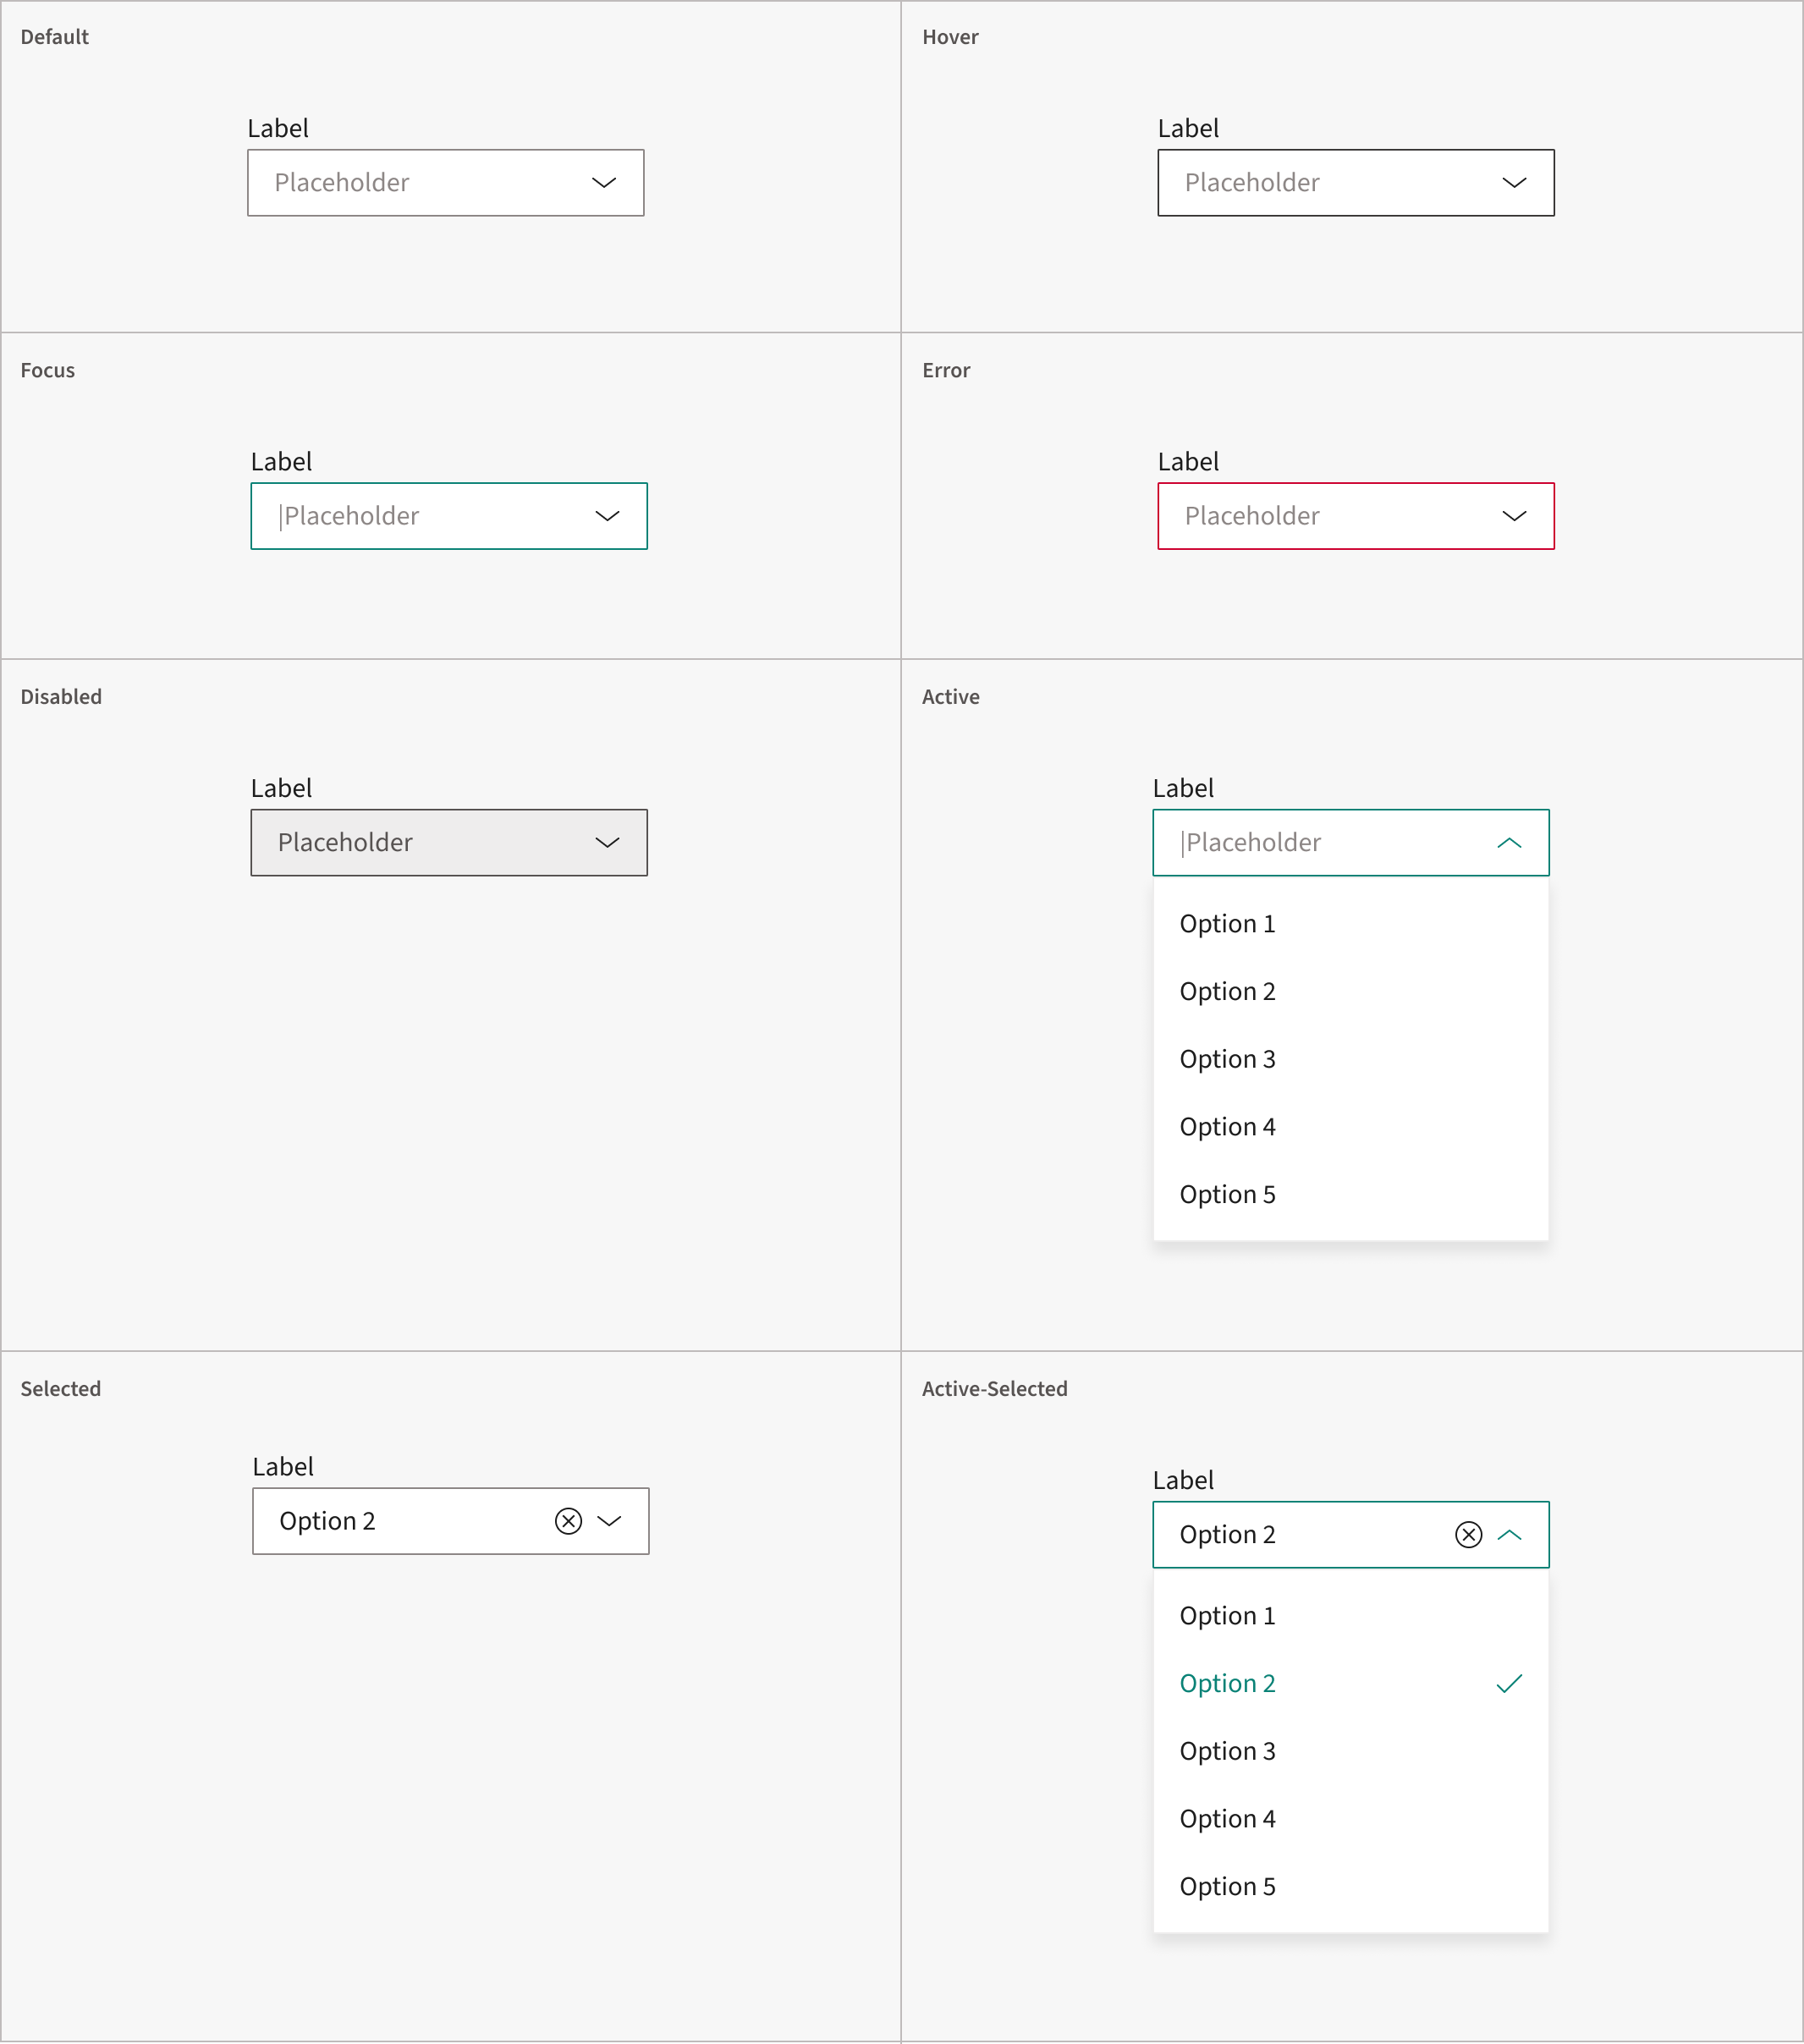 Default
Label
Placeholder
Hover
Label
Placeholder
Focus
Label
Placeholder
Error
Label
Placeholder
Disabled
Label
Placeholder
Active
Label
Placeholder
Option 1
Option 2
Option 3
Option 4
Option 5
Selected
Label
Option 2
Active-Selected
Label
Option 2
Option 1
Option 2
Option 3
Option 4
Option 5